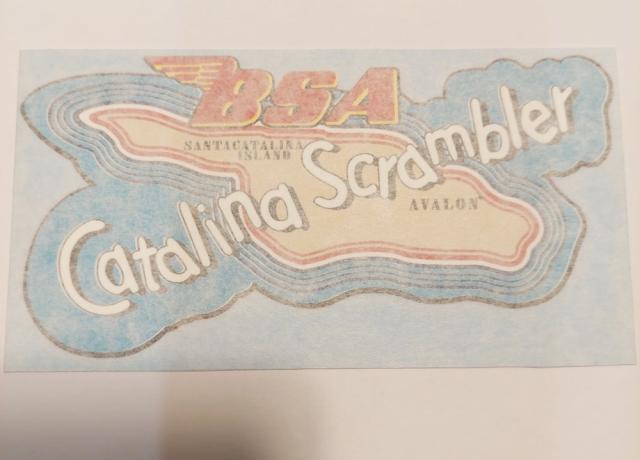 BSA
SANTACATALINA
ISLAND
Catalina Scrambler
AVALON